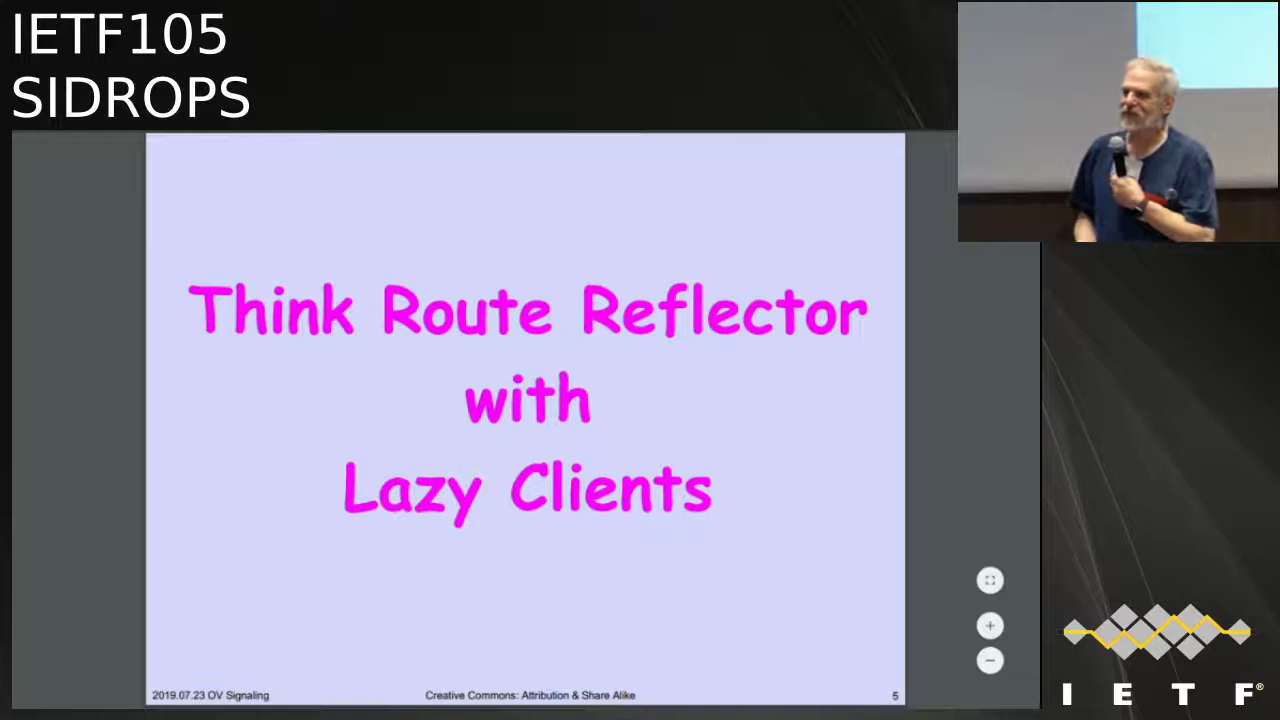 IETF105
SIDROPS
Think Route Reflector
with
Lazy Clients
2019.07.23 OV Signaling
Creative Commons: Attribution & Share Alike
5
I E T F®